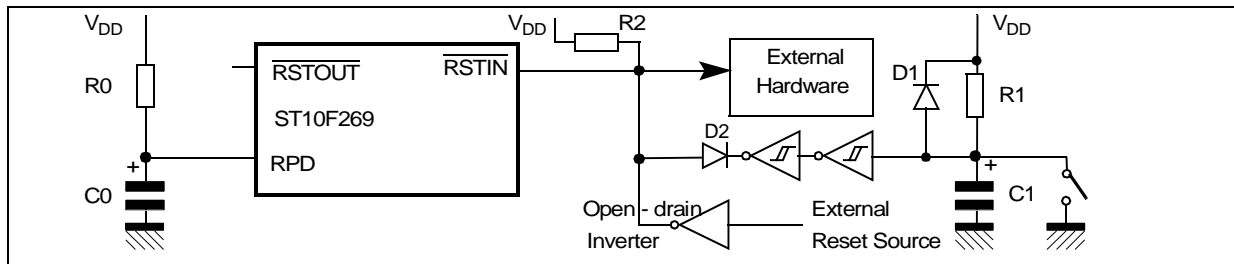 VDD
R0
+
C0
RSTOUT
RSTIN
ST10F269
RPD
VDD
R2
External
Hardware
D2
Open - drain
Inverter
External
Reset Source
VDD
D1
R1
+
C1